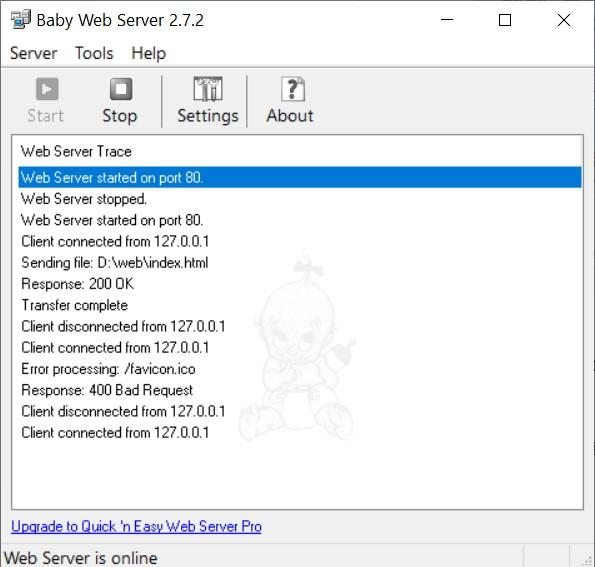 Baby Web Server 2.7.2
Server Tools Help
Start Stop Settings About
Web Server Trace
Web Server started on port 80.
Web Server stopped.
Web Server started on port 80.
Client connected from 127.0.0.1
Sending file: D:\web\index.html
Response: 200 OK
Transfer complete
Client disconnected from 127.0.0.1
Client connected from 127.0.0.1
Error processing: /favicon.ico
Response: 400 Bad Request
Client disconnected from 127.0.0.1
Client connected from 127.0.0.1
Upgrade to Quick 'n Easy Web Server Pro
Web Server is online